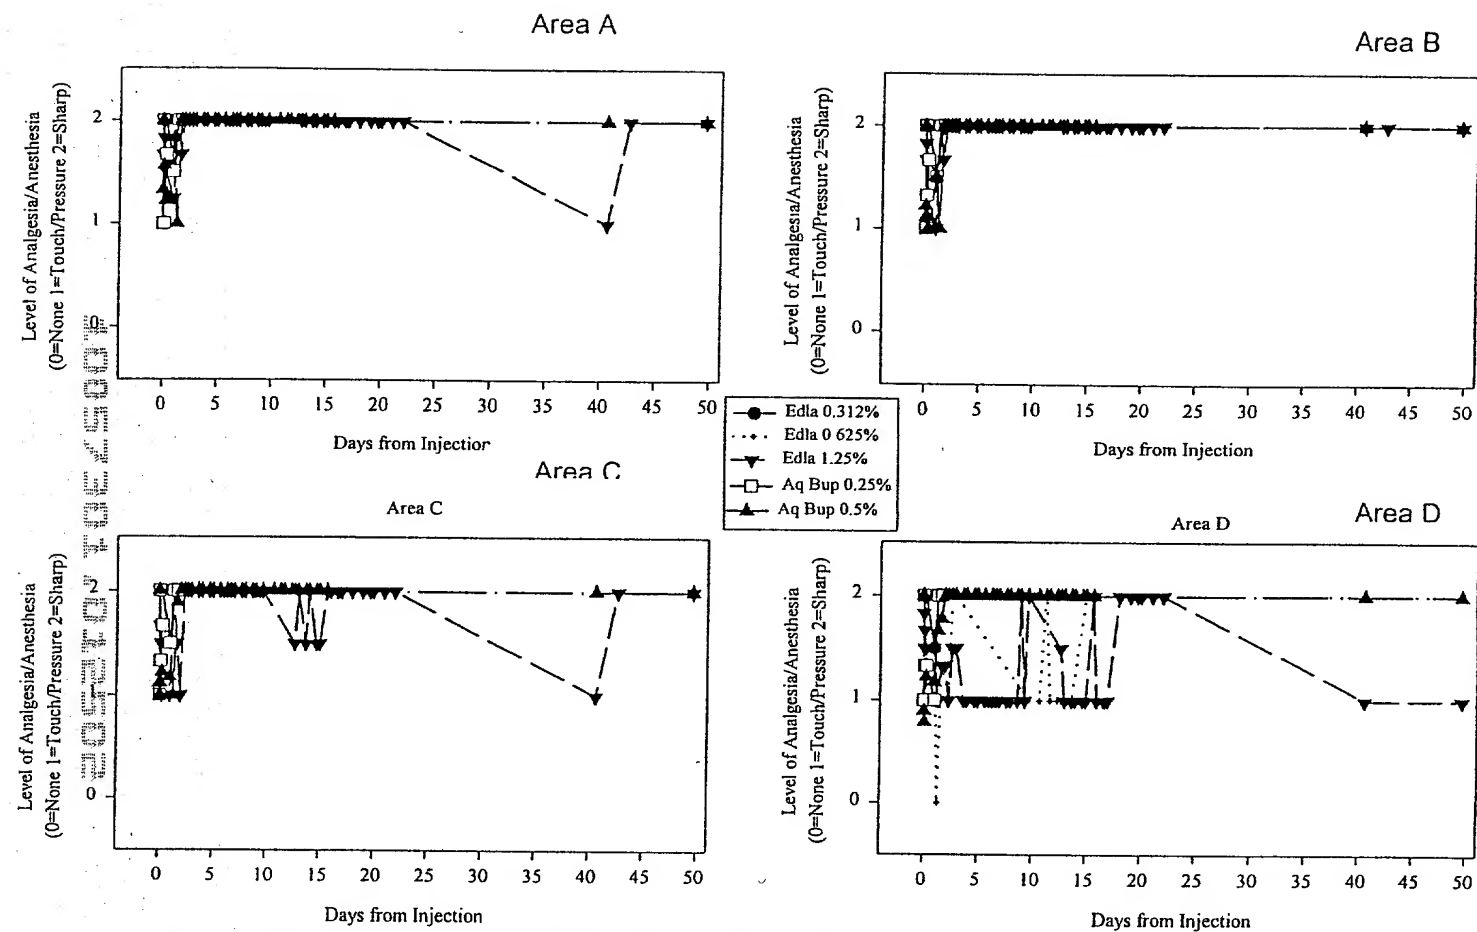 Area A
Level of Analgesia/Anesthesia
(0=None 1=Touch/Pressure 2=Sharp)
2
1
0
0 5 10 15 20 25 30 35 40 45 50
Days from Injectior
Area B
Level of Analgesia/Anesthesia
(0=None 1=Touch/Pressure 2=Sharp)
2
1
0
0 5 10 15 20 25 30 35 40 45 50
Days from Injection
Edla 0.312%
Edla 0 625%
Edla 1.25%
Aq Bup 0.25%
Aq Bup 0.5%
Area C
Area C
Level of Analgesia/Anesthesia
(0=None 1=Touch/Pressure 2=Sharp)
2
0
0 5 10 15 20 25 30 35 40 45 50
Days from Injection
Area D
Area D
Level of Analgesia/Anesthesia
(0=None 1=Touch/Pressure 2=Sharp)
2
1
0
0 5 10 15 20 25 30 35 40 45 50
Days from Injection